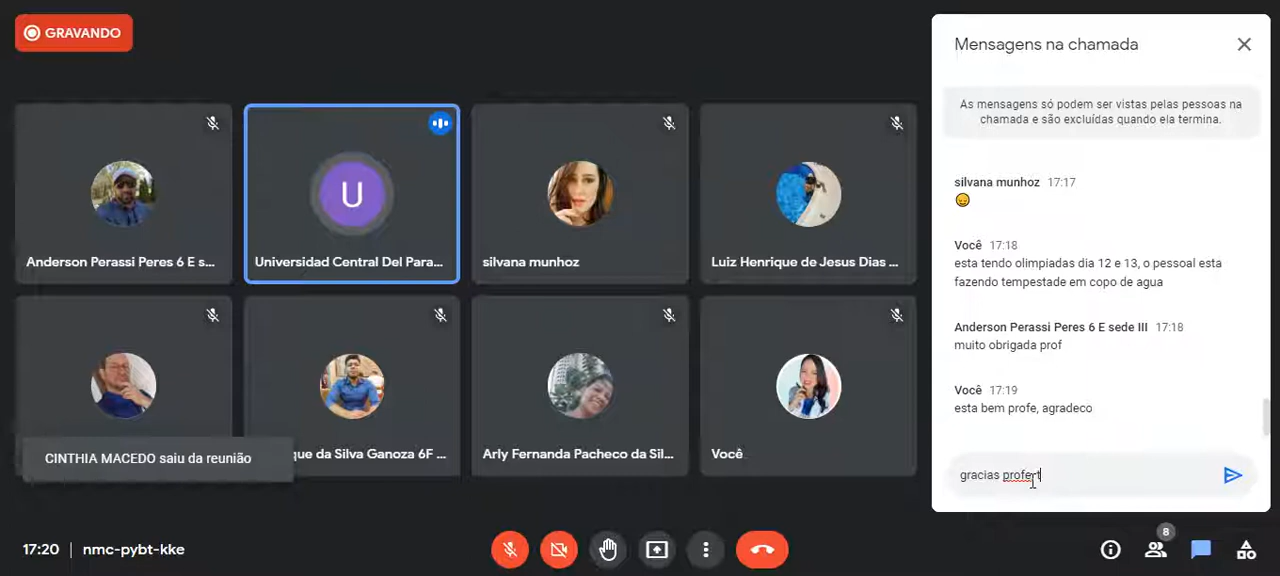 GRAVANDO
Anderson Perassi Peres 6 E s...
U
Universidad Central Del Para...
silvana munhoz
Luiz Henrique de Jesus Dias ...
CINTHIA MACEDO saiu da reunião
que da Silva Ganoza 6F ...
Arly Fernanda Pacheco da Sil...
Você
Mensagens na chamada
As mensagens só podem ser vistas pelas pessoas na
chamada e são excluídas quando ela termina.
silvana munhoz 17:17
Você 17:18
esta tendo olimpiadas dia 12 e 13, o pessoal esta
fazendo tempestade em copo de agua
Anderson Perassi Peres 6 E sede III 17:18
muito obrigada prof
Você 17:19
esta bem profe, agradeco
gracias
17:20 | nmc-pybt-kke
8